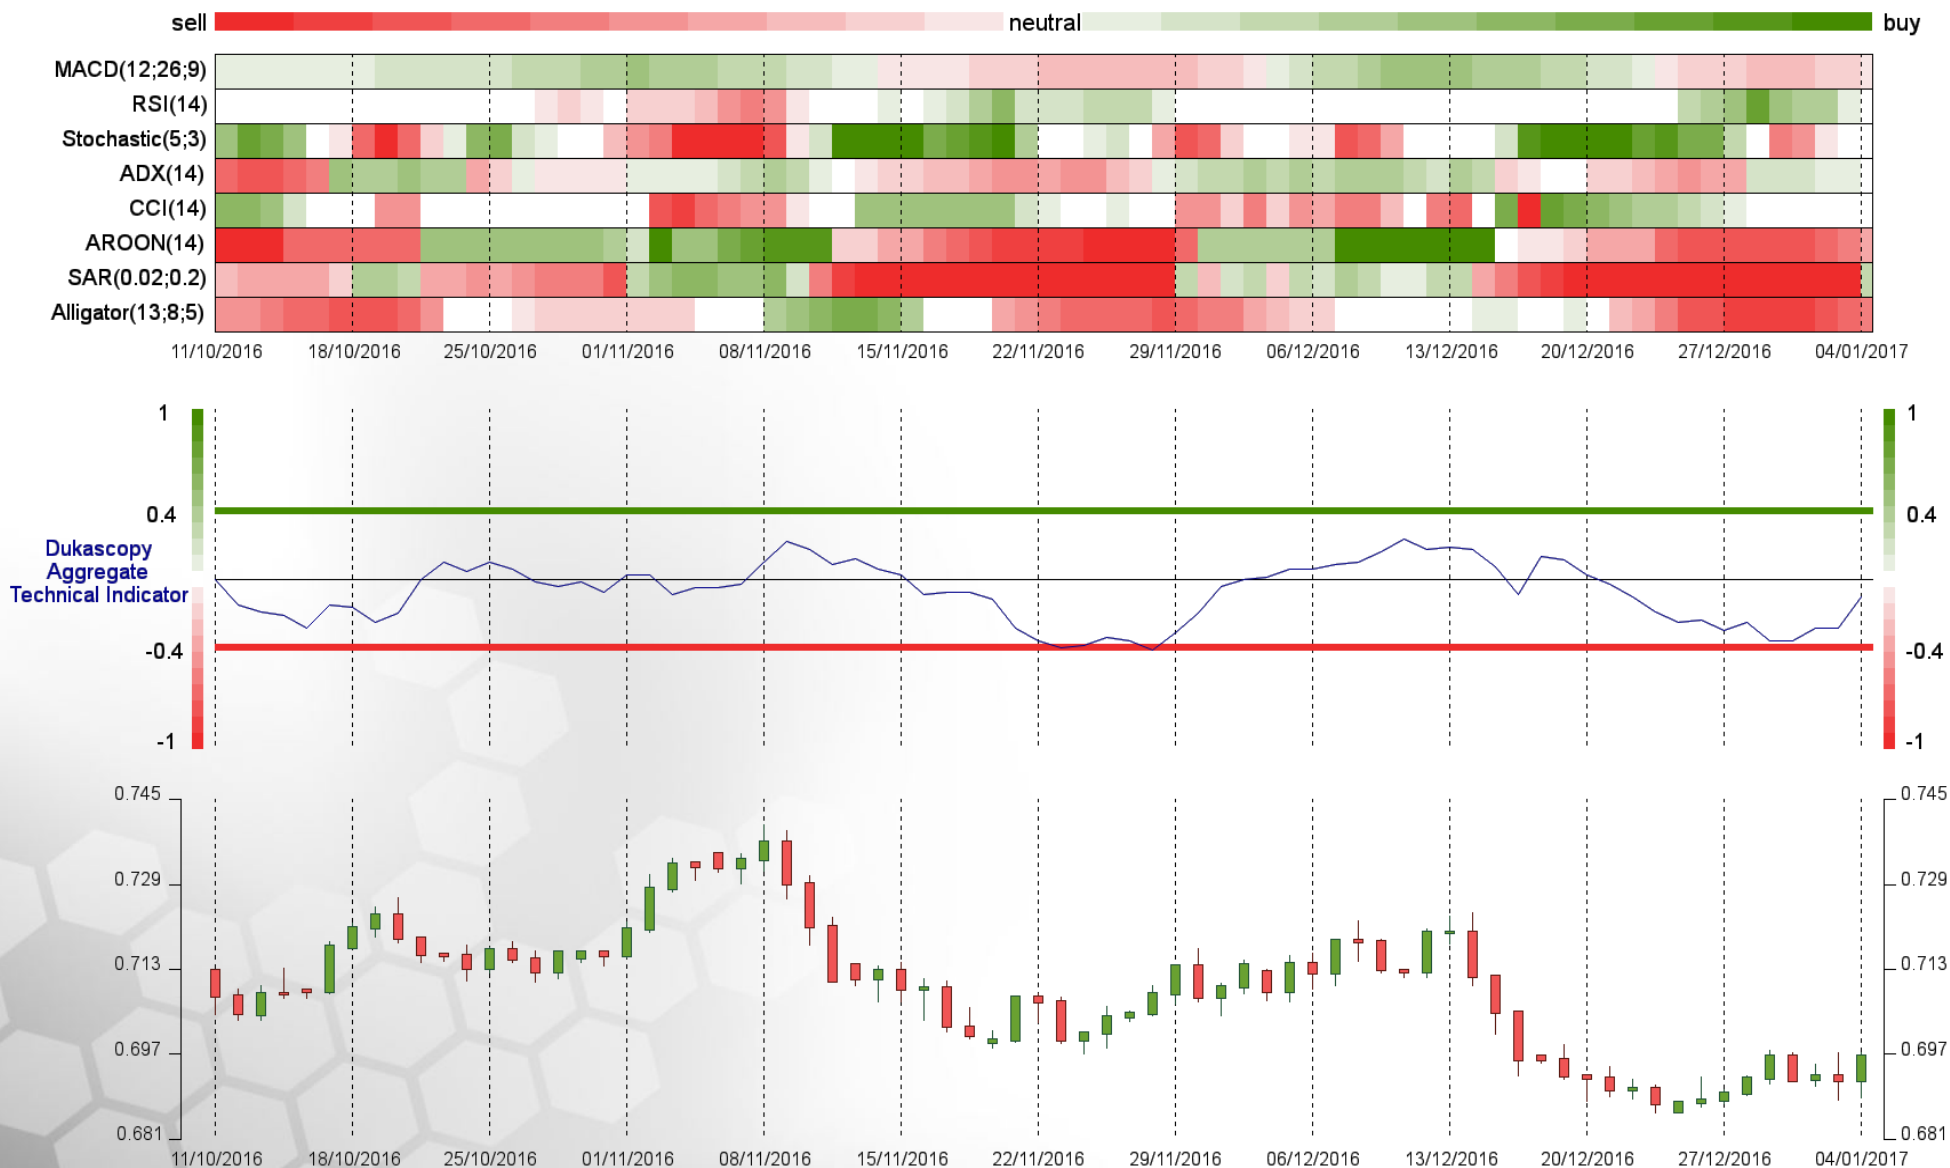 sell neutral buy
MACD(12;26;9)
RSI(14)
Stochastic(5;3)
ADX(14)
CCI(14)
AROON(14)
SAR(0.02;0.2)
Alligator(13;8;5)
11/10/2016 18/10/2016 25/10/2016 01/11/2016 08/11/2016 15/11/2016 22/11/2016 29/11/2016 06/12/2016 13/12/2016 20/12/2016 27/12/2016 04/01/2017
1 1
0.4 0.4
Dukascopy
Aggregate
Technical Indicator
-0.4 -0.4
-1 -1
0.745 0.745
0.729 0.729
0.713 0.713
0.697 0.697
0.681 0.681
11/10/2016 18/10/2016 25/10/2016 01/11/2016 08/11/2016 15/11/2016 22/11/2016 29/11/2016 06/12/2016 13/12/2016 20/12/2016 27/12/2016 04/01/2017